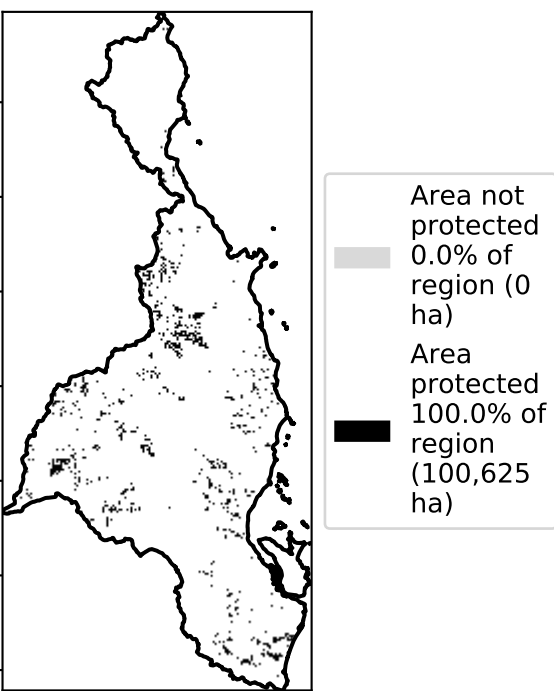 Area not
protected
0.0% of
region (0
ha)
Area
protected
100.0% of
region
(100,625
ha)